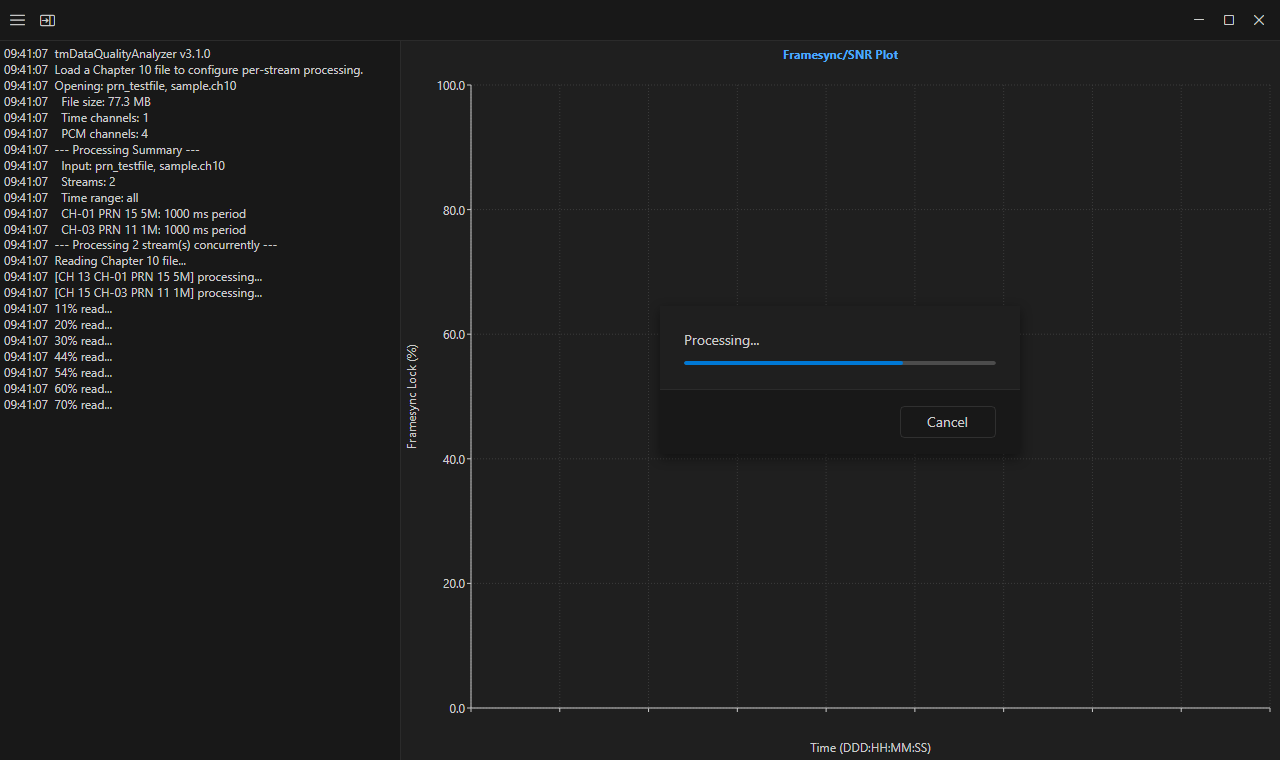 09:41:07 tmDataQualityAnalyzer v3.1.0
09:41:07 Load a Chapter 10 file to configure per-stream processing.
09:41:07 Opening: prn_testfile, sample.ch10
09:41:07 File size: 77.3 MB
09:41:07 Time channels: 1
09:41:07 PCM channels: 4
09:41:07 --- Processing Summary ---
09:41:07 Input: prn_testfile, sample.ch10
09:41:07 Streams: 2
09:41:07 Time range: all
09:41:07 CH-01 PRN 15 5M: 1000 ms period
09:41:07 CH-03 PRN 11 1M: 1000 ms period
09:41:07 --- Processing 2 stream(s) concurrently ---
09:41:07 Reading Chapter 10 file...
09:41:07 [CH 13 CH-01 PRN 15 5M] processing...
09:41:07 [CH 15 CH-03 PRN 11 1M] processing...
09:41:07 11% read...
09:41:07 20% read...
09:41:07 30% read...
09:41:07 44% read...
09:41:07 54% read...
09:41:07 60% read...
09:41:07 70% read...
Framesync/SNR Plot
100.0
80.0
60.0
40.0
20.0
0.0
Framesync Lock (%)
Time (DDD:HH:MM:SS)
Processing...
Cancel